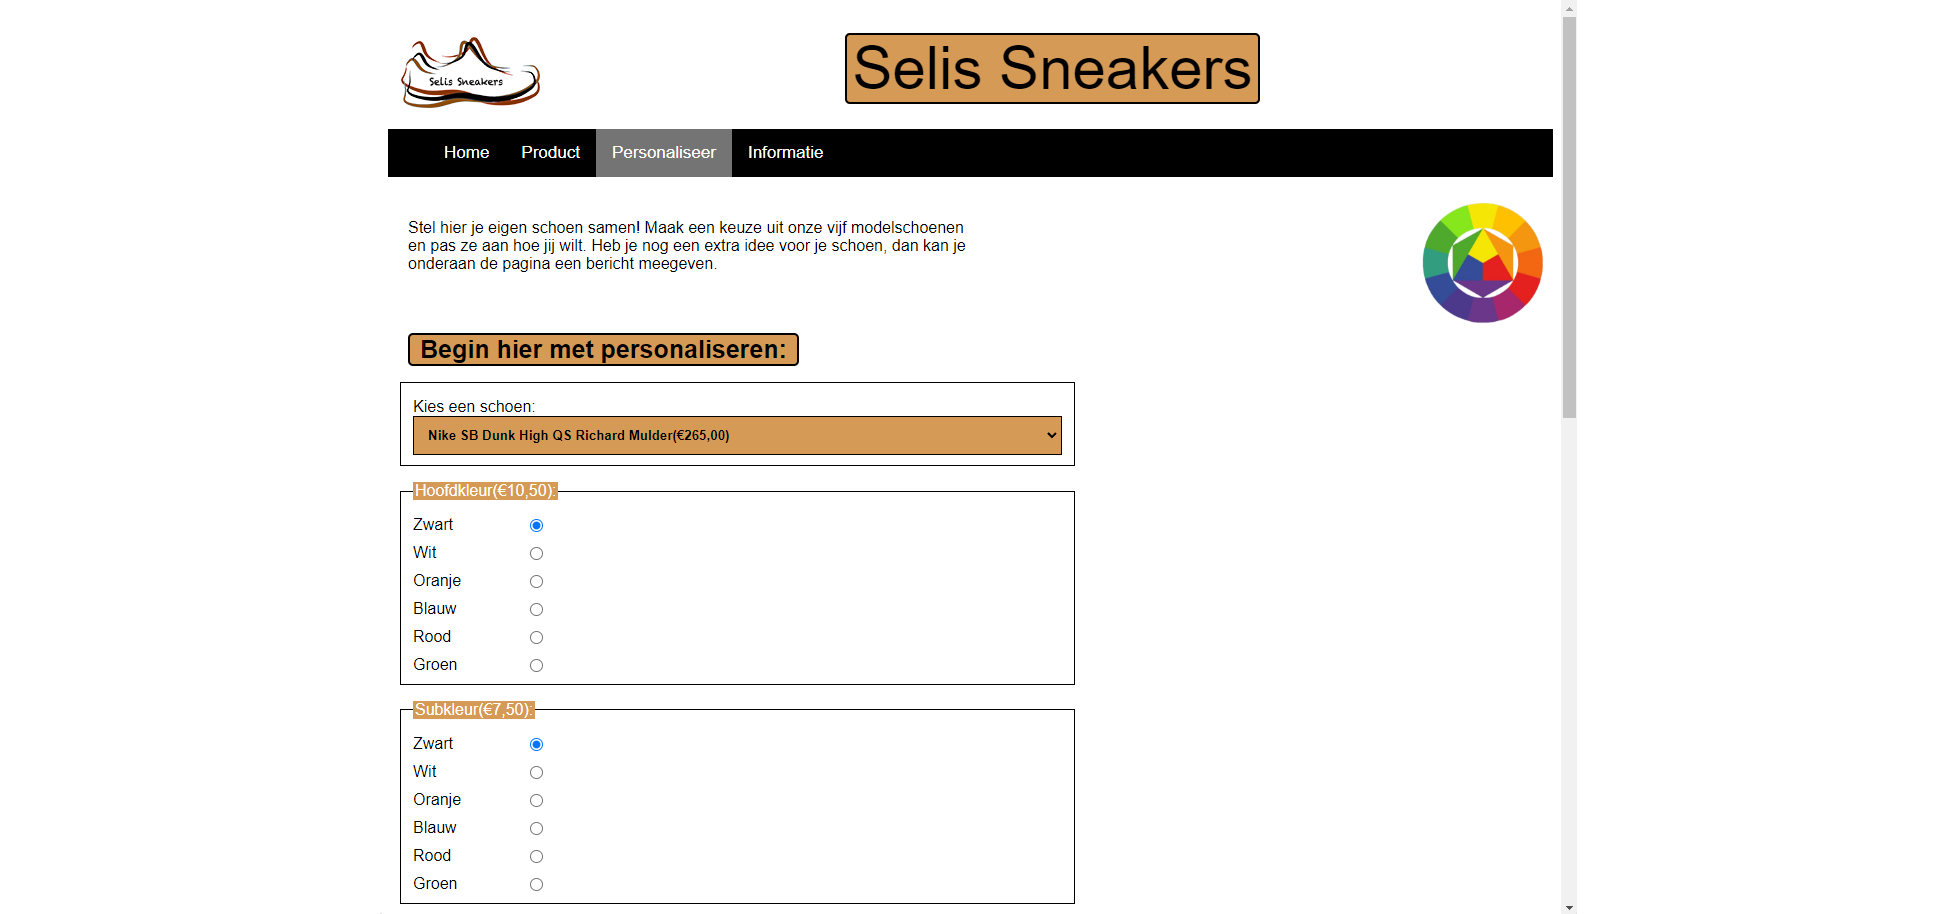 Selis Sneakers
Selis Sneakers
Home Product Personaliseer Informatie
Stel hier je eigen schoen samen! Maak een keuze uit onze vijf modelschoenen
en pas ze aan hoe jij wilt. Heb je nog een extra idee voor je schoen, dan kan je
onderaan de pagina een bericht meegeven.
Begin hier met personaliseren:
Kies een schoen:
Nike SB Dunk High QS Richard Mulder(€265,00)
Hoofdkleur(€10,50):
Zwart
Wit
Oranje
Blauw
Rood
Groen
Subkleur(€7,50):
Zwart
Wit
Oranje
Blauw
Rood
Groen